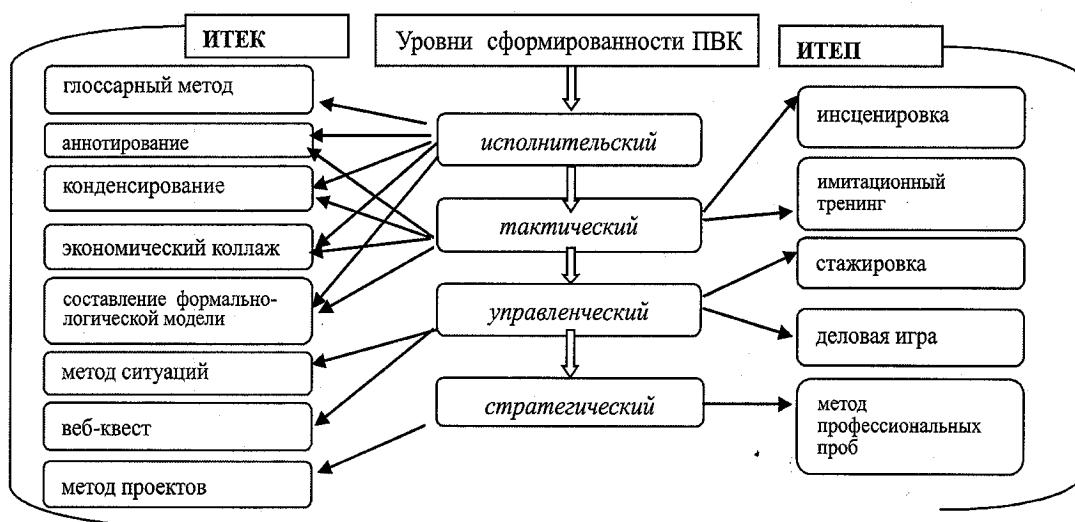 ИТЕК
Уровни сформированности ПВК
ИТЕП
глоссарный метод
аннотирование
конденсирование
экономический коллаж
составление формально-
логической модели
метод ситуаций
веб-квест
метод проектов
исполнительский
тактический
управленческий
стратегический
инсценировка
имитационный
тренинг
стажировка
деловая игра
метод
профессиональных
проб